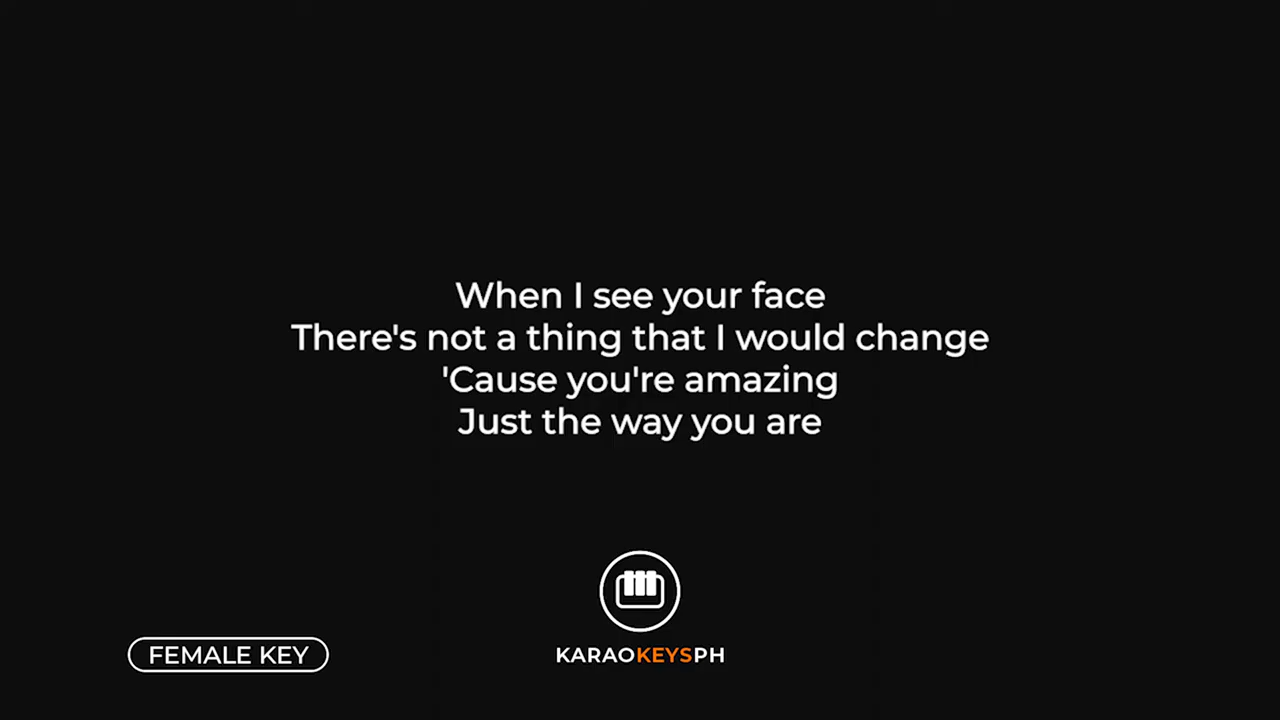 When I see your face
There's not a thing that I would change
'Cause you're amazing
Just the way you are
FEMALE KEY
KARAOKEYSPH